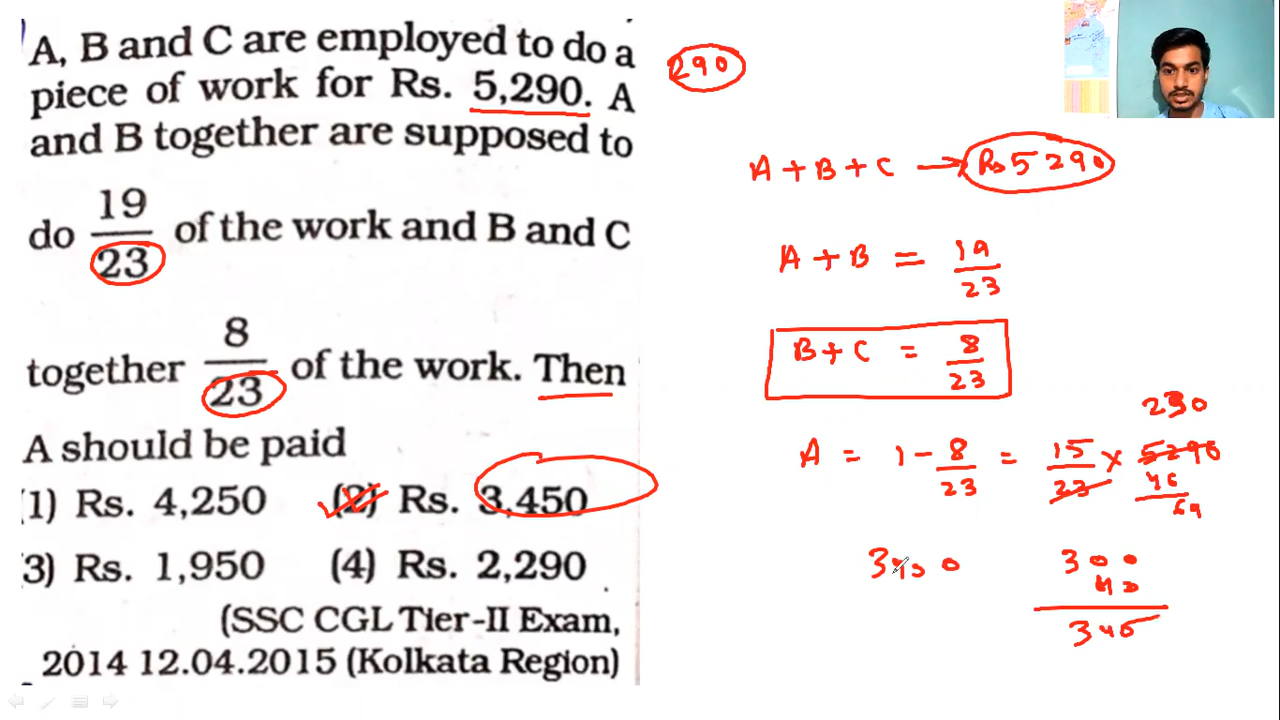 A, B and C are employed to do a
piece of work for Rs. 5,290. A
and B together are supposed to
do 19/23 of the work and B and C
together 8/23 of the work. Then
A should be paid
(1) Rs. 4,250 (2) Rs. 3,450
3) Rs. 1,950 (4) Rs. 2,290
(SSC CGL Tier-II Exam,
2014 12.04.2015 (Kolkata Region)
290
A + B + C → Rs 5290
A + B = 19/23
B + C = 8/23
230
A = 1 - 8/23 = 15/23 × 5290
46
69
300
345